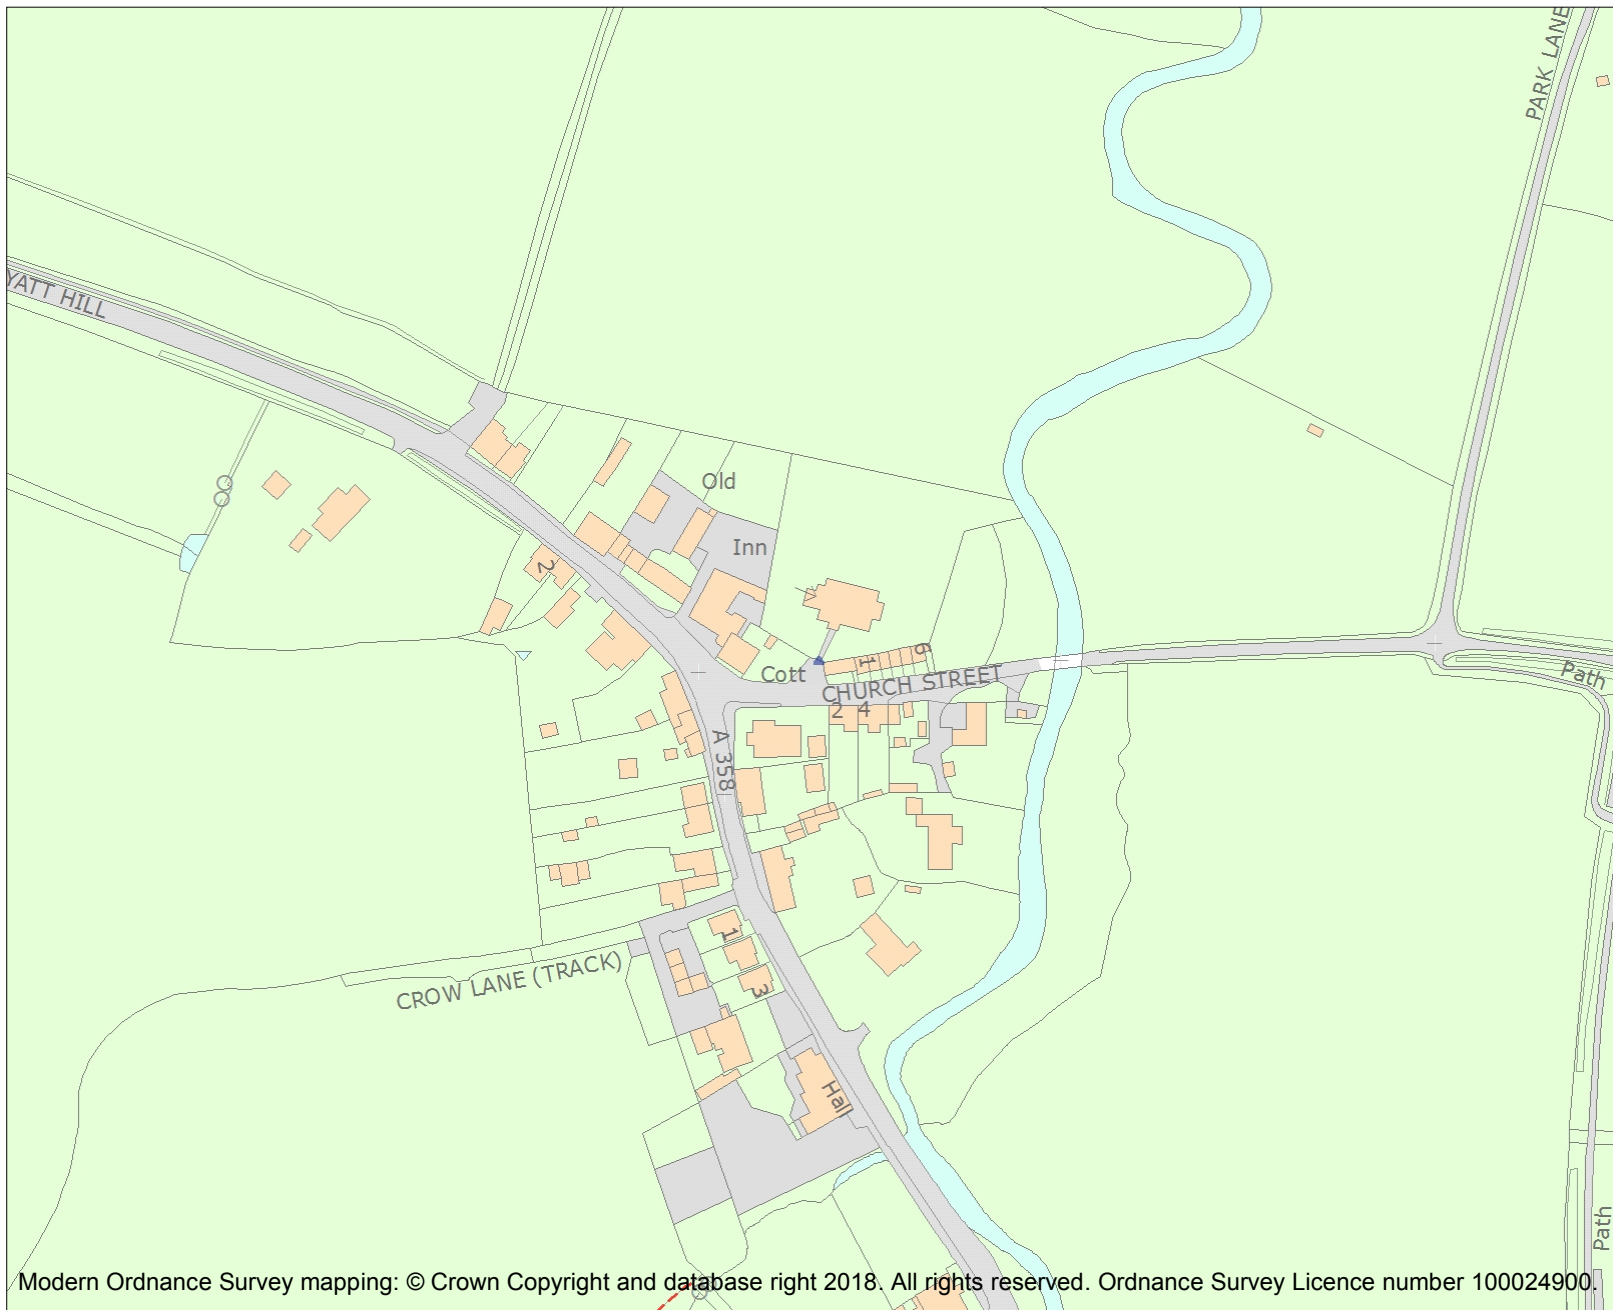 PARK LANE
YATT HILL
Old
Inn
2
1
6
Cott
CHURCH STREET
Path
2 4
A 358
1
CROW LANE (TRACK)
3
Hall
Path
Modern Ordnance Survey mapping: © Crown Copyright and database right 2018. All rights reserved. Ordnance Survey Licence number 100024900.